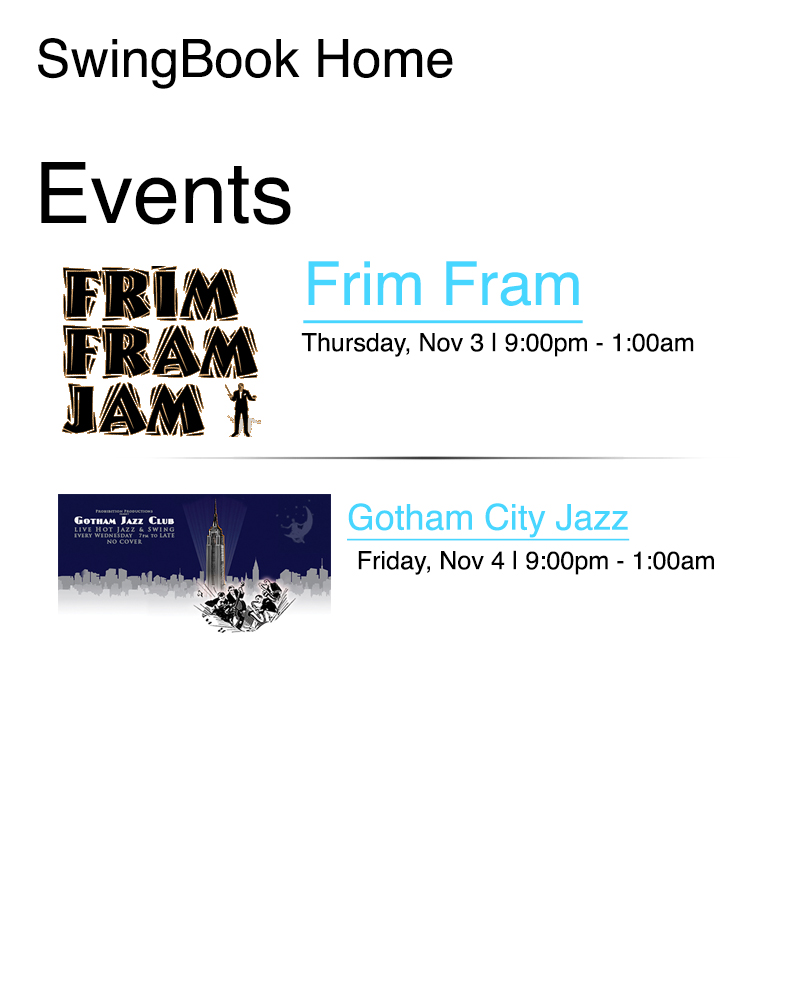 SwingBook Home
Events
FRIM
FRAM
JAM
Frim Fram
Thursday, Nov 3 | 9:00pm - 1:00am
PROHIBITION PRODUCTIONS
GOTHAM JAZZ CLUB
LIVE HOT JAZZ & SWING
EVERY WEDNESDAY 7PM TO LATE
NO COVER
Gotham City Jazz
Friday, Nov 4 | 9:00pm - 1:00am